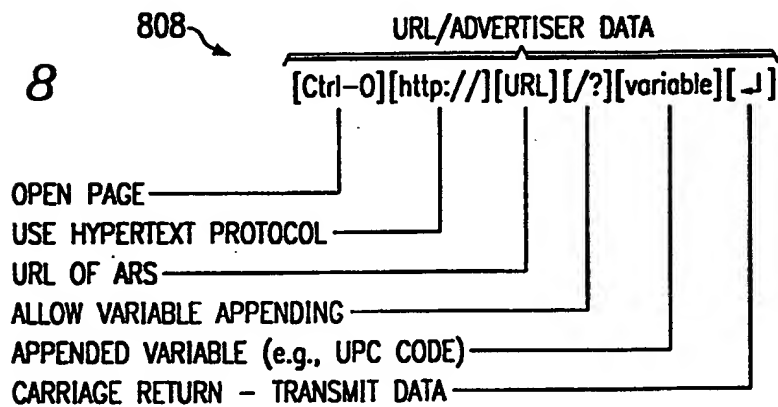 808 URL/ADVERTISER DATA
8 [Ctrl-O][http://][URL][/?][variable][↵]
OPEN PAGE
USE HYPERTEXT PROTOCOL
URL OF ARS
ALLOW VARIABLE APPENDING
APPENDED VARIABLE (e.g., UPC CODE)
CARRIAGE RETURN – TRANSMIT DATA